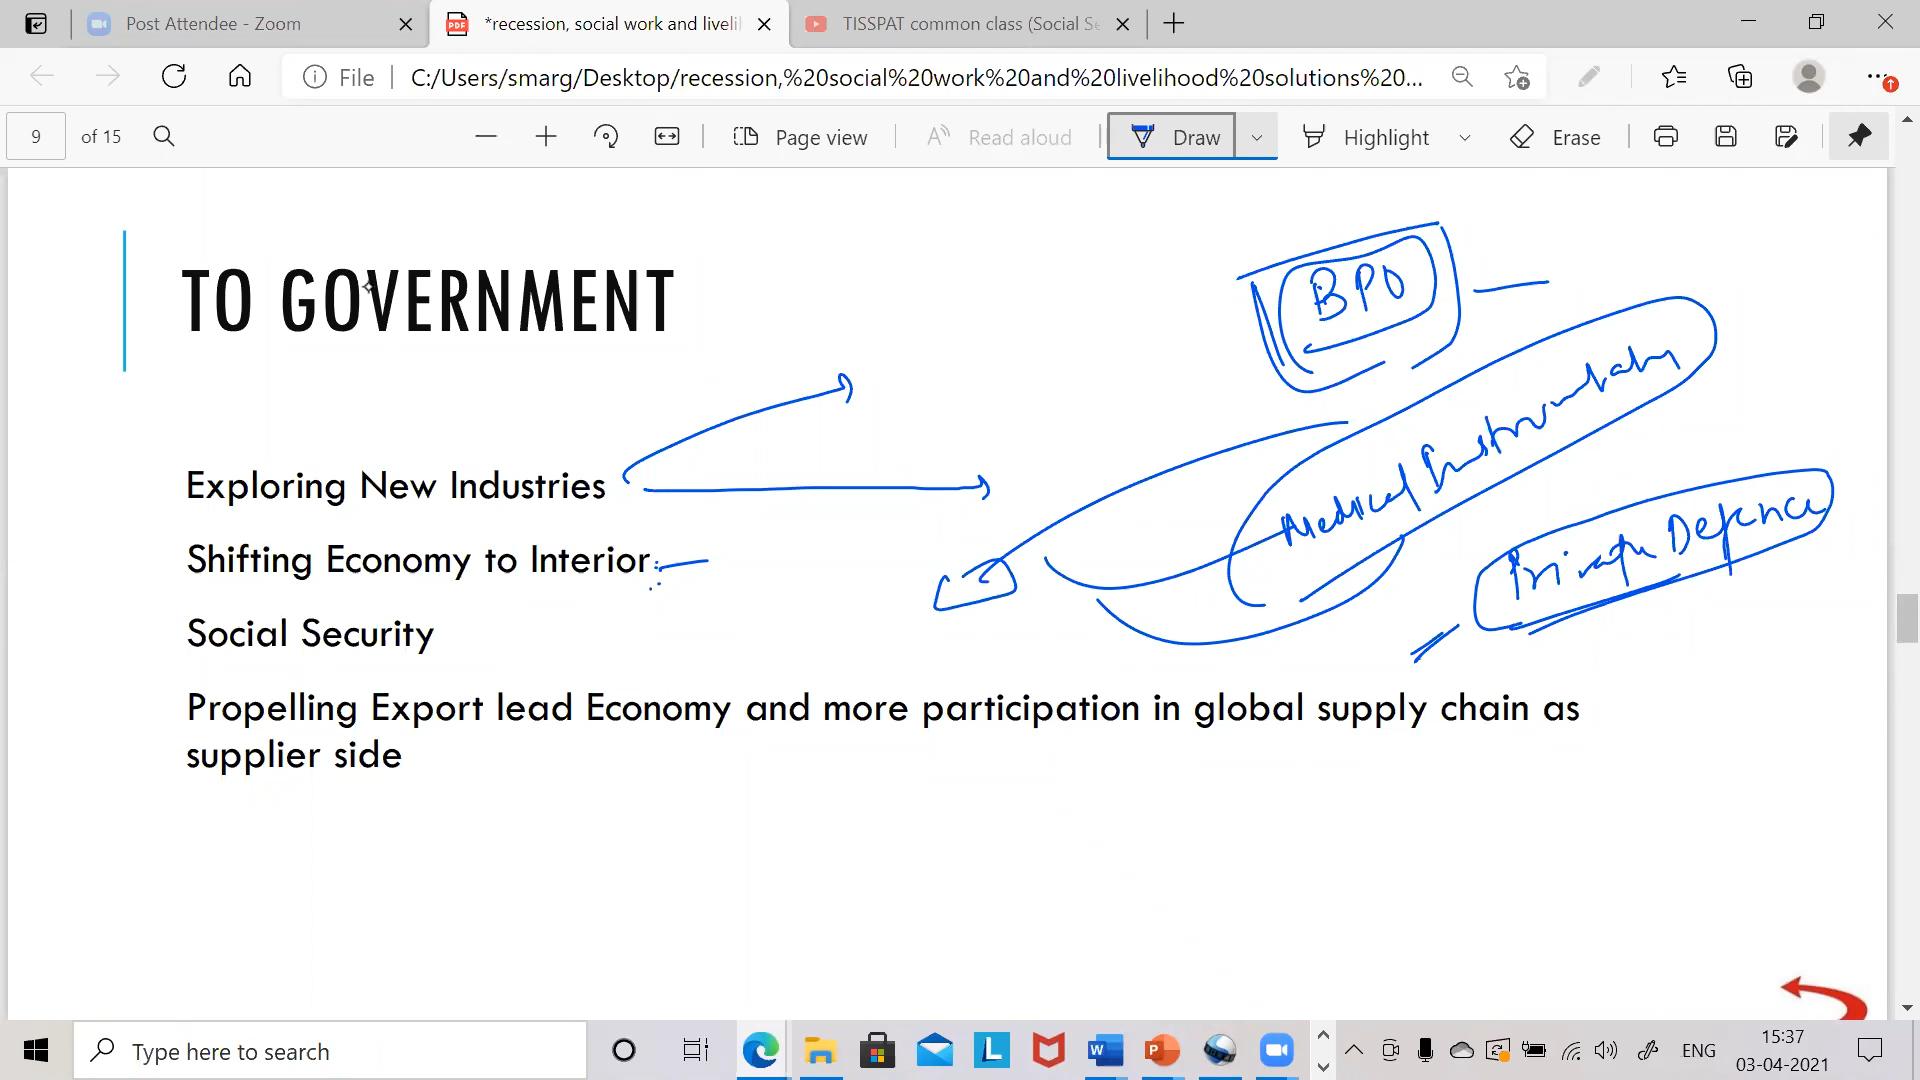 Post Attendee - Zoom
*recession, social work and liveli
TISSPAT common class (Social Se
File
C:/Users/smarg/Desktop/recession,%20social%20work%20and%20livelihood%20solutions%20...
9 of 15
Page view
Read aloud
Draw
Highlight
Erase
TO GOVERNMENT
BPO
Exploring New Industries
Medical
Private Defence
Shifting Economy to Interior
Social Security
Propelling Export lead Economy and more participation in global supply chain as
supplier side
Type here to search
ENG
15:37
03-04-2021